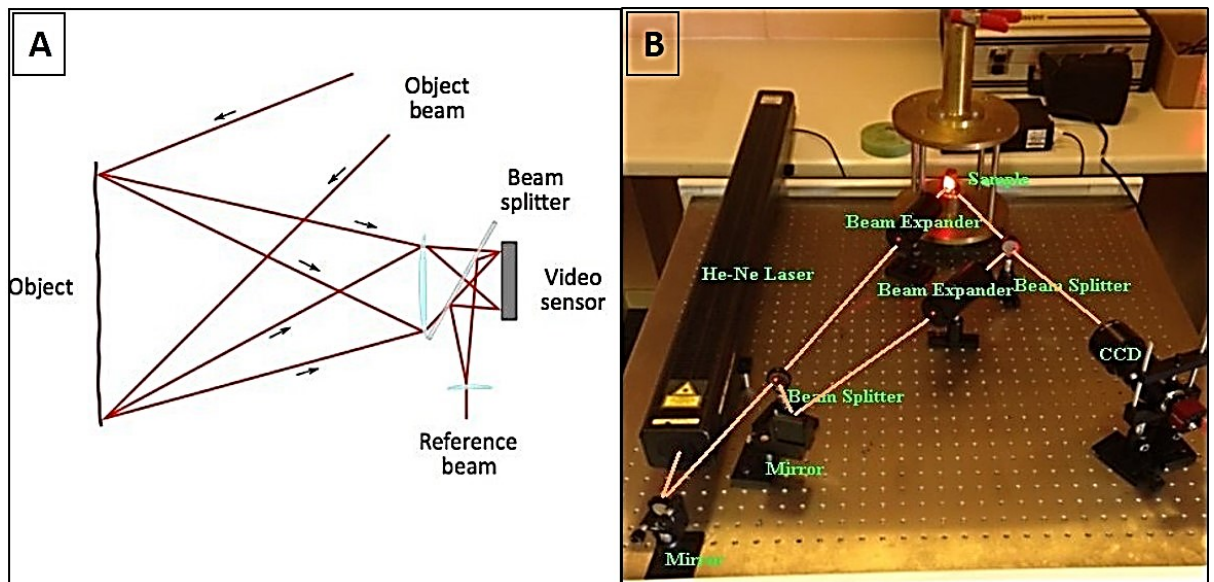 A
Object
beam
Beam
splitter
Object
Video
sensor
Reference
beam
B
Sample
Beam Expander
He-Ne Laser
Beam Expander
Beam Splitter
CCD
Beam Splitter
Mirror
Mirror